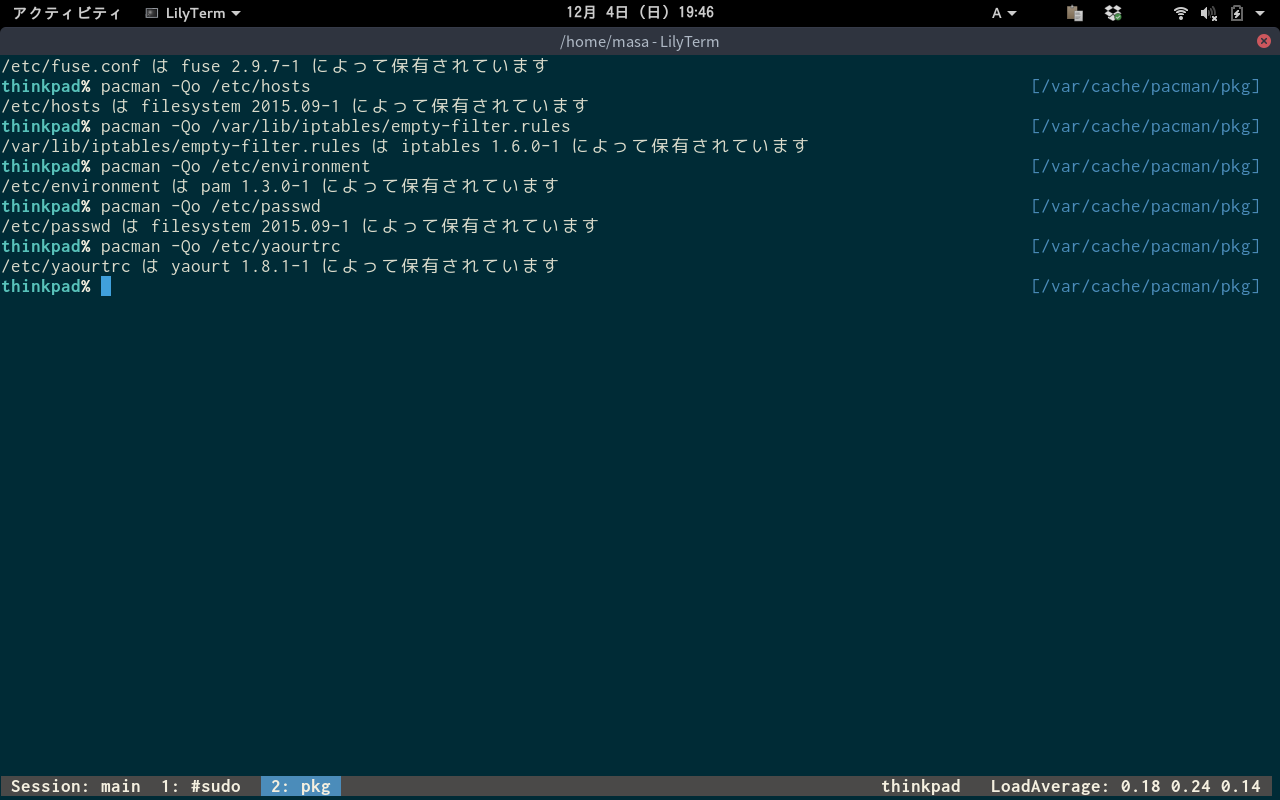 アクティビティ LilyTerm 12月 4日 (日) 19:46 A
/home/masa - LilyTerm
/etc/fuse.conf は fuse 2.9.7-1 によって保有されています
thinkpad% pacman -Qo /etc/hosts [/var/cache/pacman/pkg]
/etc/hosts は filesystem 2015.09-1 によって保有されています
thinkpad% pacman -Qo /var/lib/iptables/empty-filter.rules [/var/cache/pacman/pkg]
/var/lib/iptables/empty-filter.rules は iptables 1.6.0-1 によって保有されています
thinkpad% pacman -Qo /etc/environment [/var/cache/pacman/pkg]
/etc/environment は pam 1.3.0-1 によって保有されています
thinkpad% pacman -Qo /etc/passwd [/var/cache/pacman/pkg]
/etc/passwd は filesystem 2015.09-1 によって保有されています
thinkpad% pacman -Qo /etc/yaourtrc [/var/cache/pacman/pkg]
/etc/yaourtrc は yaourt 1.8.1-1 によって保有されています
thinkpad% [/var/cache/pacman/pkg]
Session: main 1: #sudo 2: pkg thinkpad LoadAverage: 0.18 0.24 0.14